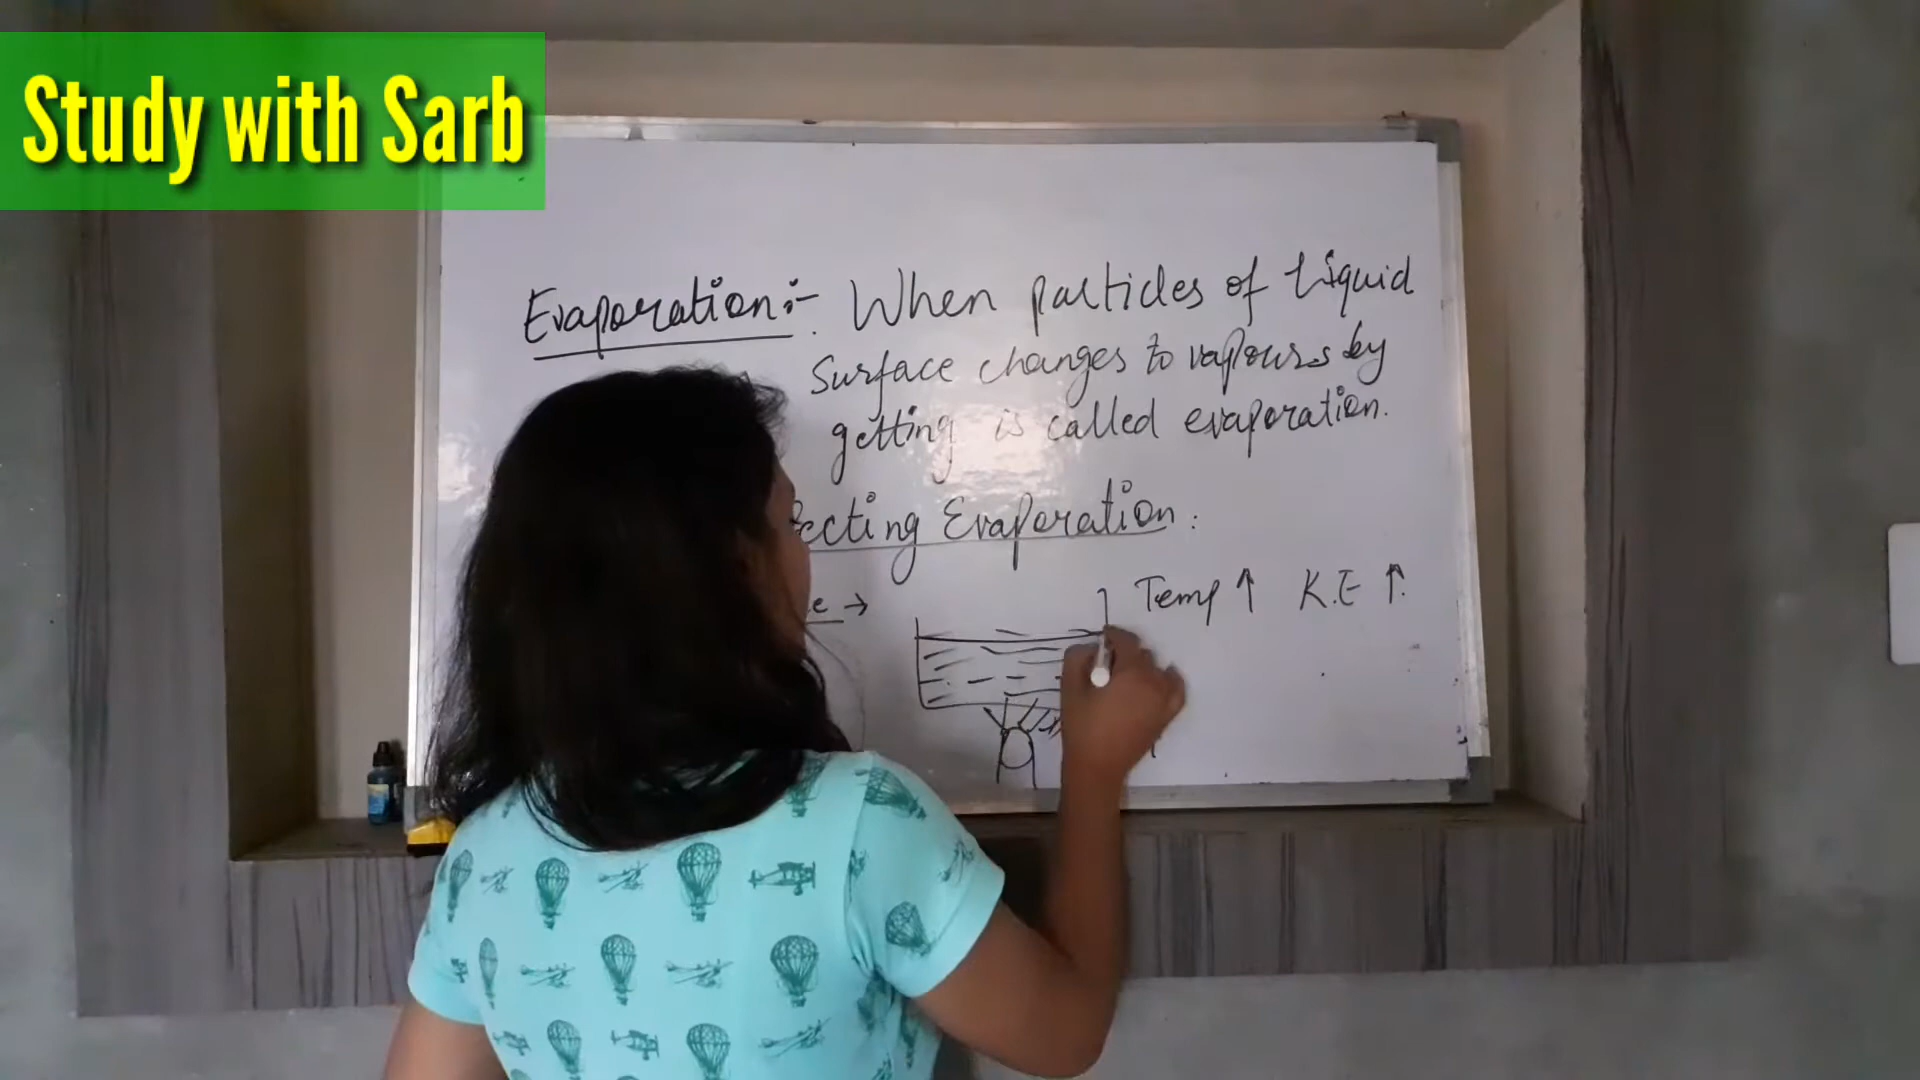 Study with Sarb
Evaporation:- When particles of liquid
Surface changes to vapours by
getting is called evaporation.
ecting Evaporation.
e → Temp ↑ K.E ↑